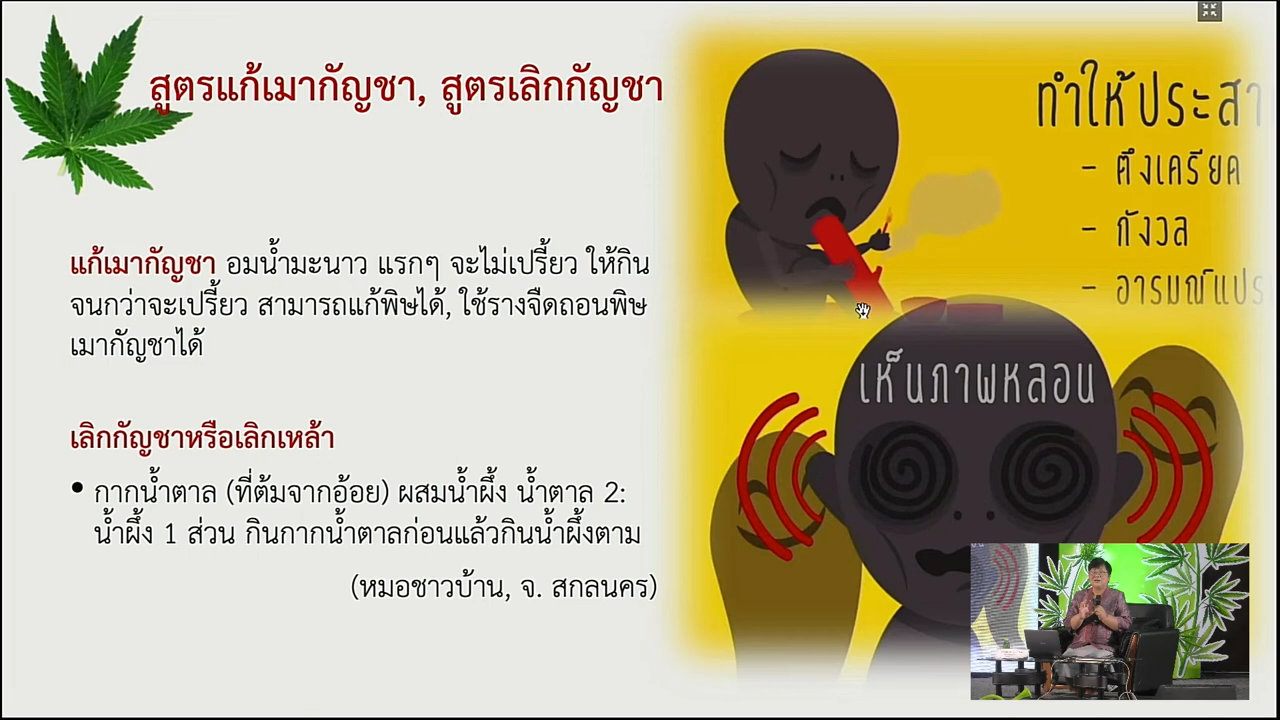 สูตรแก้เมากัญชา, สูตรเลิกกัญชา
แก้เมากัญชา อมน้ำมะนาว แรกๆ จะไม่เปรี้ยว ให้กิน
จนกว่าจะเปรี้ยว สามารถแก้พิษได้, ใช้รางจืดถอนพิษ
เมากัญชาได้
เลิกกัญชาหรือเลิกเหล้า
• กากน้ำตาล (ที่ต้มจากอ้อย) ผสมน้ำผึ้ง น้ำตาล 2:
น้ำผึ้ง 1 ส่วน กินกากน้ำตาลก่อนแล้วกินน้ำผึ้งตาม
(หมอชาวบ้าน, จ. สกลนคร)
ทำให้ประสา
- ตึงเครียด
- กังวล
- อารมณ์แปร
เห็นภาพหลอน